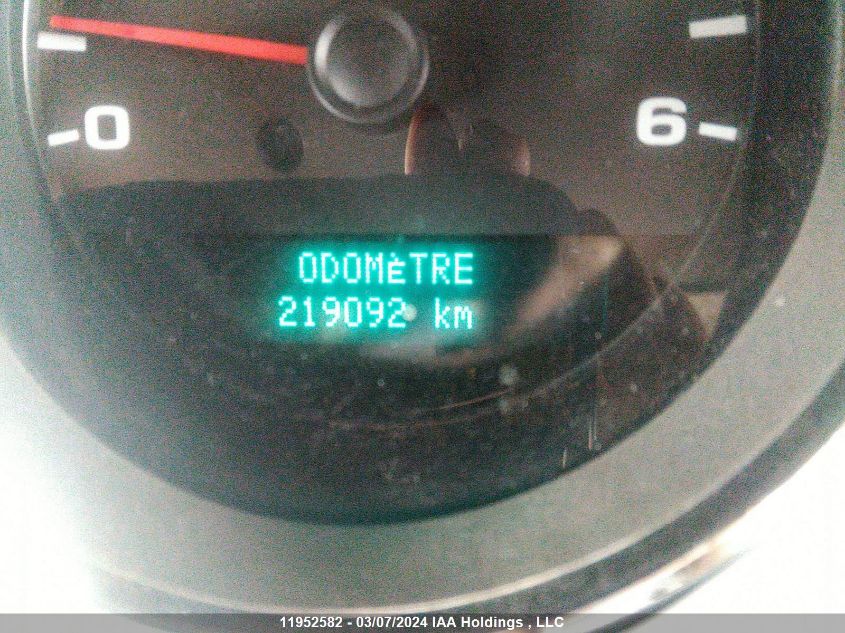 0 6
ODOMèTRE
219092 km
11952582 - 03/07/2024 IAA Holdings , LLC